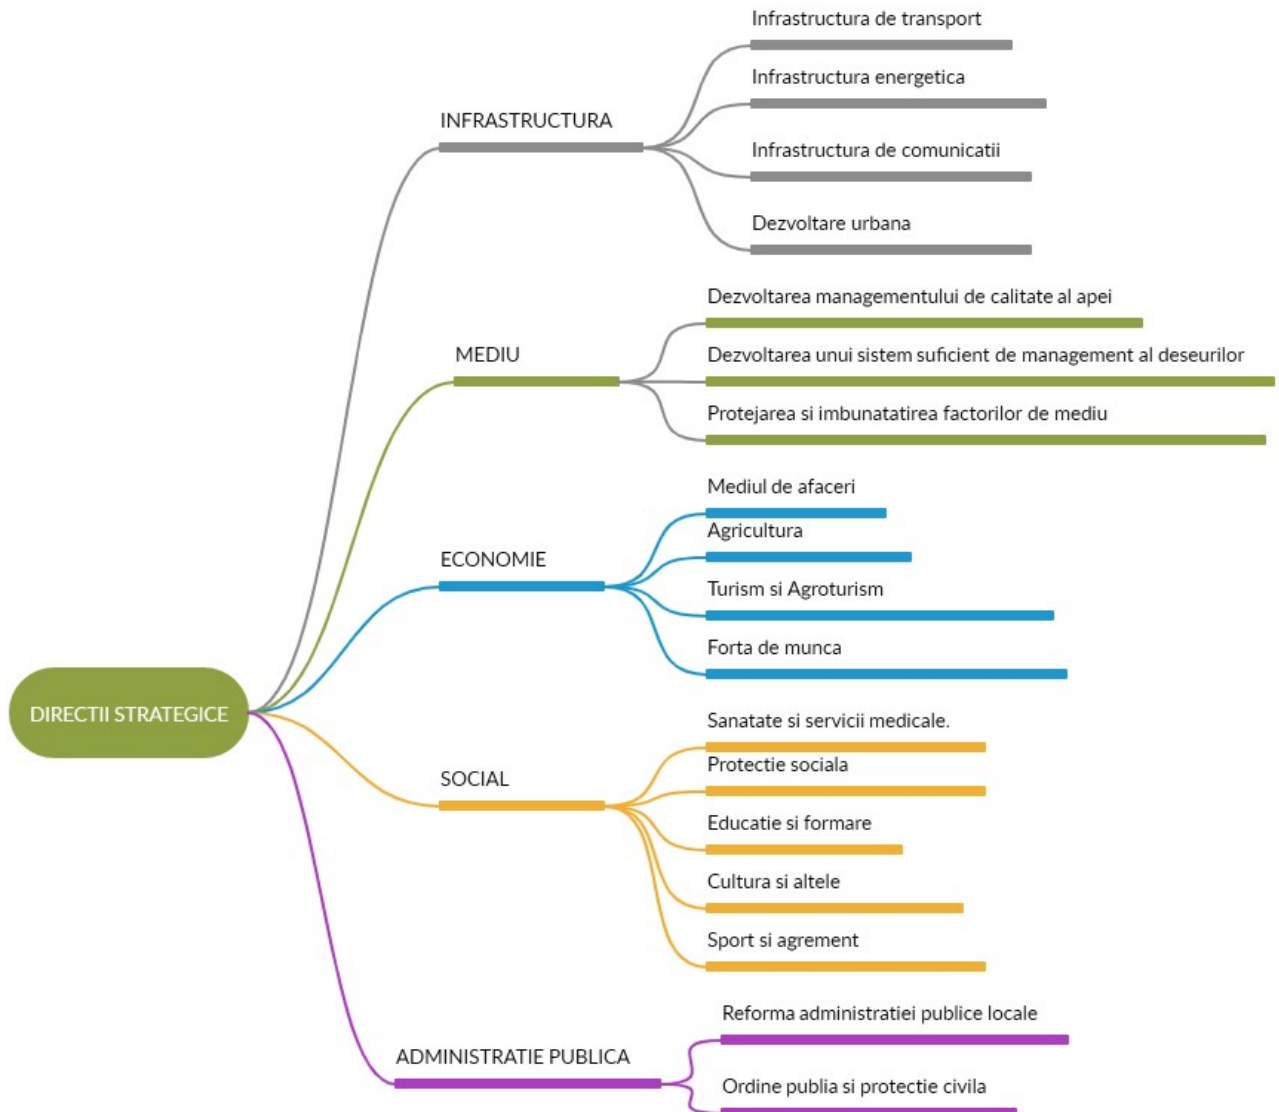 DIRECTII STRATEGICE
INFRASTRUCTURA
Infrastructura de transport
Infrastructura energetica
Infrastructura de comunicatii
Dezvoltare urbana
MEDIU
Dezvoltarea managementului de calitate al apei
Dezvoltarea unui sistem suficient de management al deseurilor
Protejarea si imbunatatirea factorilor de mediu
ECONOMIE
Mediul de afaceri
Agricultura
Turism si Agroturism
Forta de munca
SOCIAL
Sanatate si servicii medicale.
Protectie sociala
Educatie si formare
Cultura si altele
Sport si agrement
ADMINISTRATIE PUBLICA
Reforma administratiei publice locale
Ordine publia si protectie civila